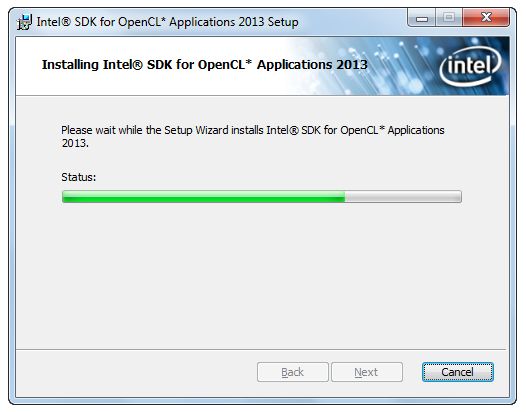 Intel® SDK for OpenCL* Applications 2013 Setup
Installing Intel® SDK for OpenCL* Applications 2013
intel
Please wait while the Setup Wizard installs Intel® SDK for OpenCL* Applications
2013.
Status:
Back Next Cancel